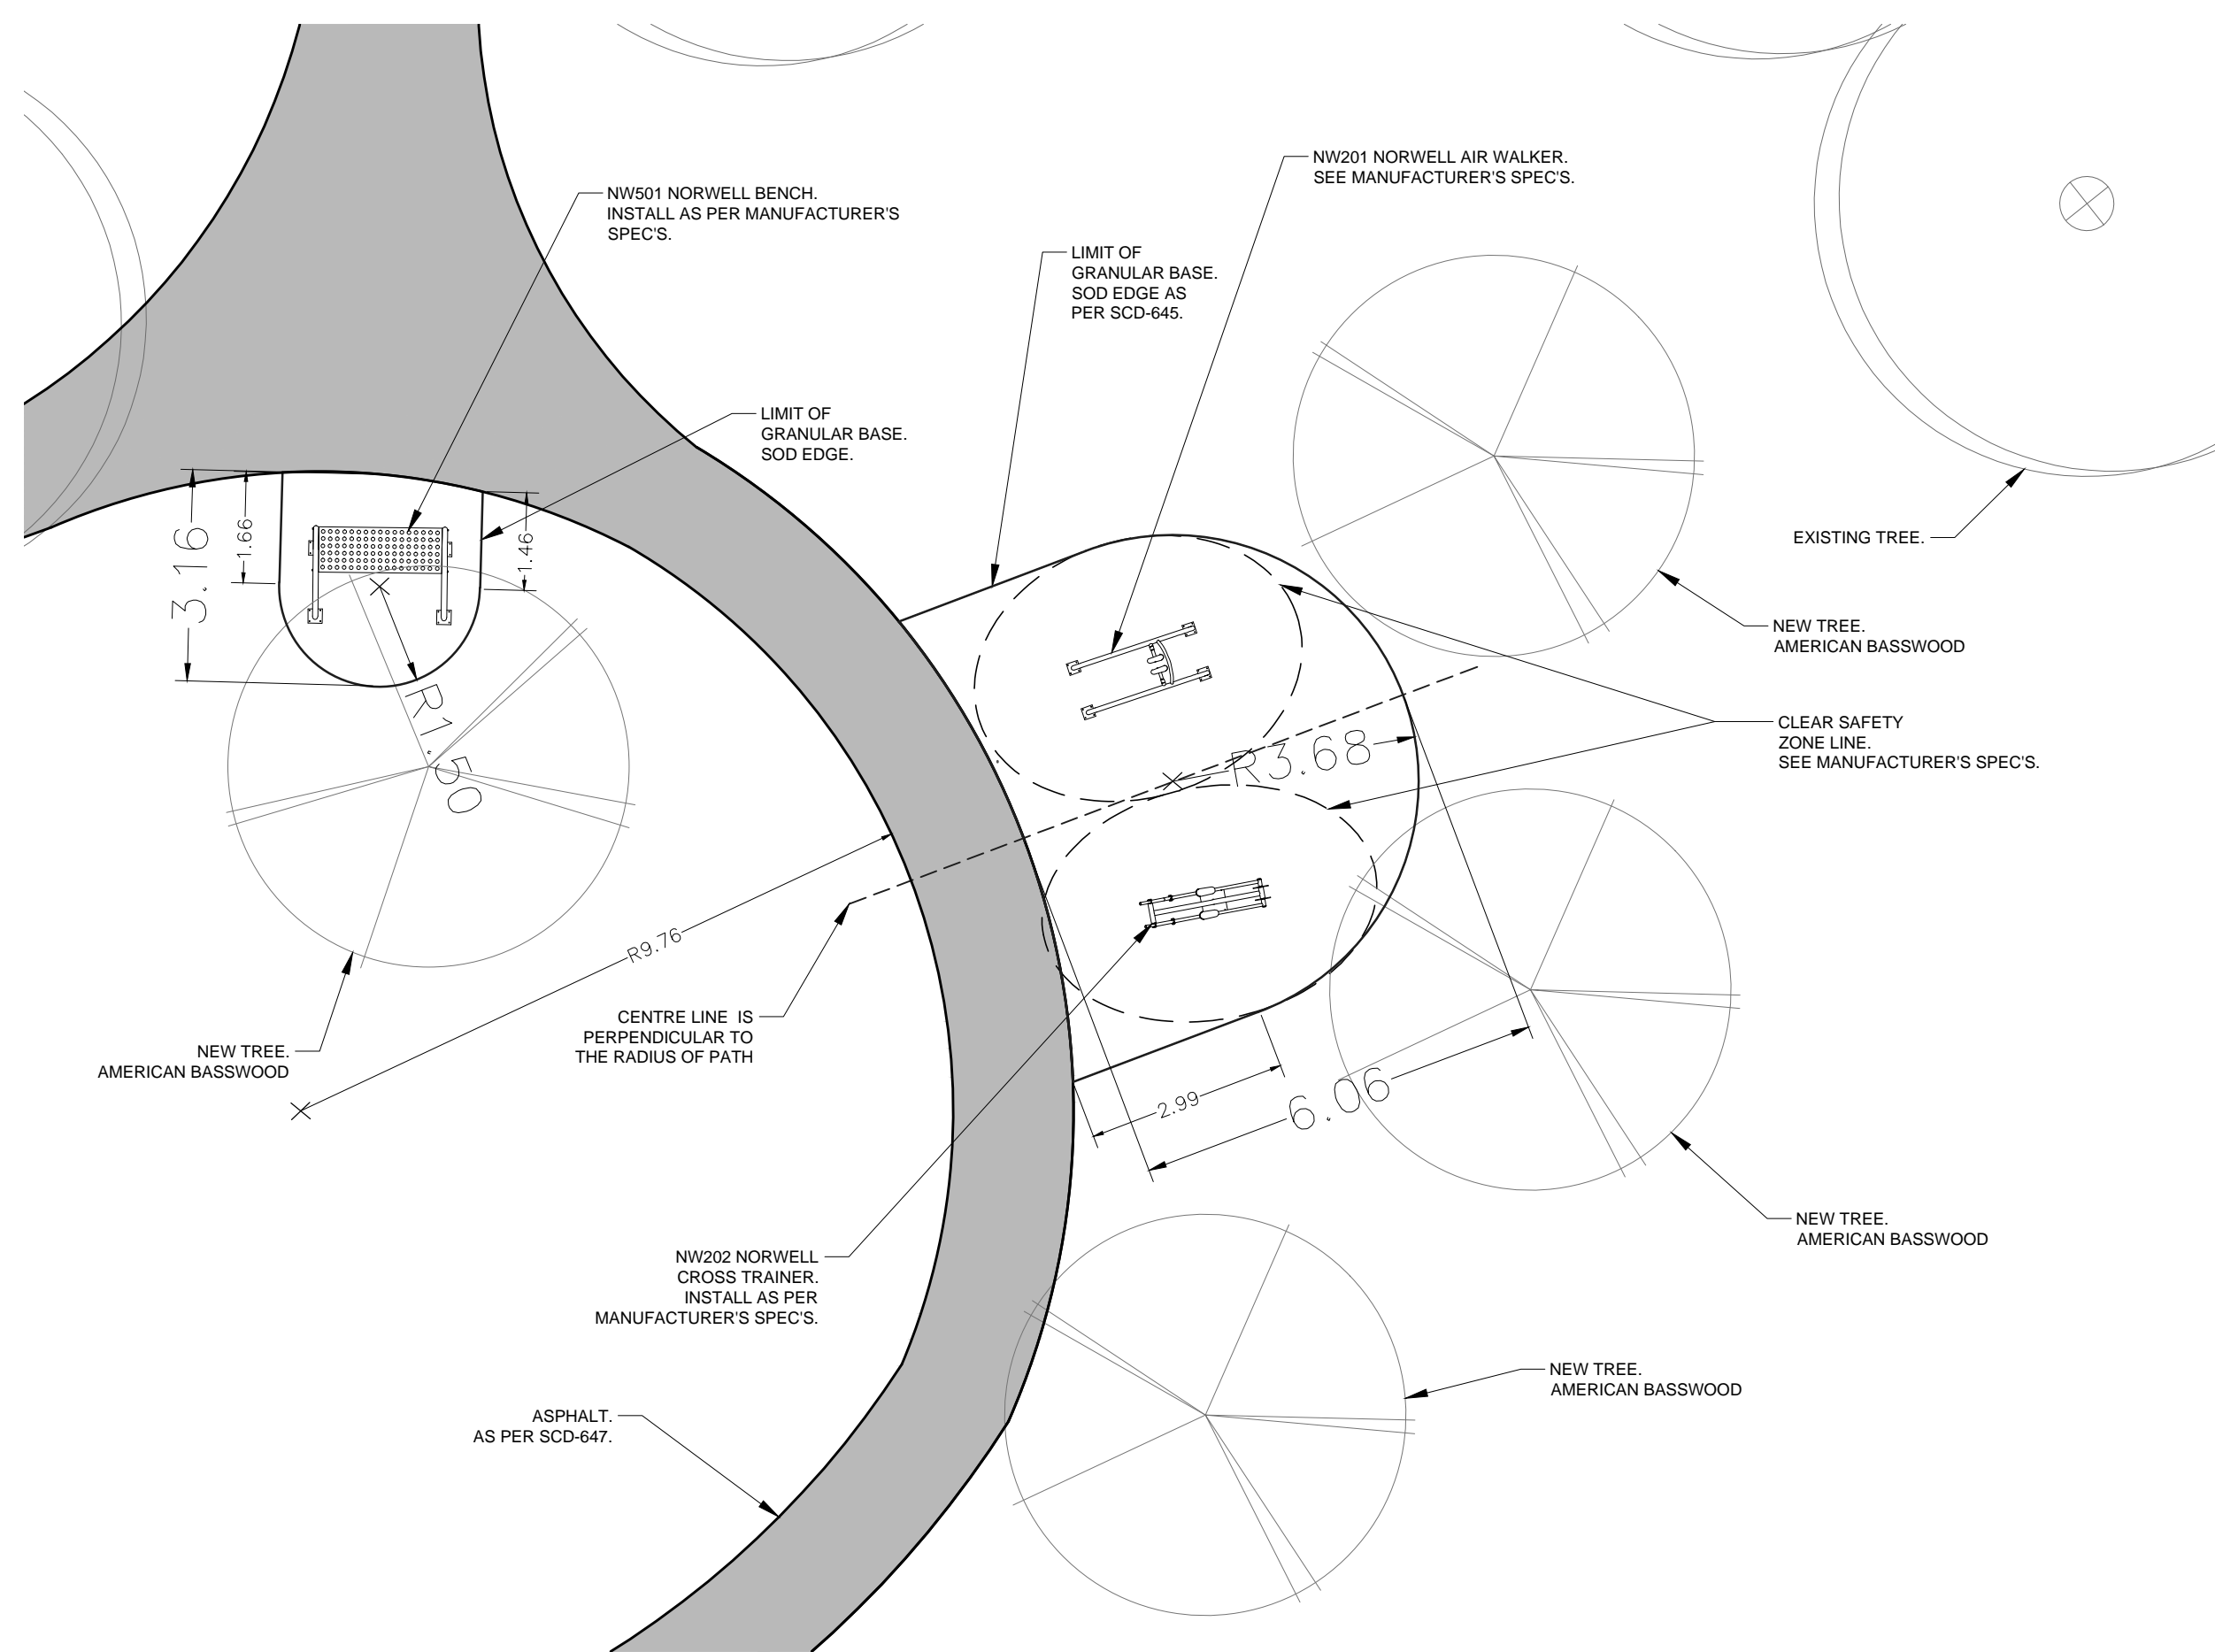 NW201 NORWELL AIR WALKER.
SEE MANUFACTURER'S SPEC'S.
NW501 NORWELL BENCH.
INSTALL AS PER MANUFACTURER'S
SPEC'S.
LIMIT OF
GRANULAR BASE.
SOD EDGE AS
PER SCD-645.
LIMIT OF
GRANULAR BASE.
SOD EDGE.
3.16
1.66
1.46
R1.50
EXISTING TREE.
NEW TREE.
AMERICAN BASSWOOD
CLEAR SAFETY
ZONE LINE.
SEE MANUFACTURER'S SPEC'S.
R3.68
R9.76
CENTRE LINE IS
PERPENDICULAR TO
THE RADIUS OF PATH
NEW TREE.
AMERICAN BASSWOOD
2.99
6.06
NEW TREE.
AMERICAN BASSWOOD
NW202 NORWELL
CROSS TRAINER.
INSTALL AS PER
MANUFACTURER'S SPEC'S.
NEW TREE.
AMERICAN BASSWOOD
ASPHALT.
AS PER SCD-647.